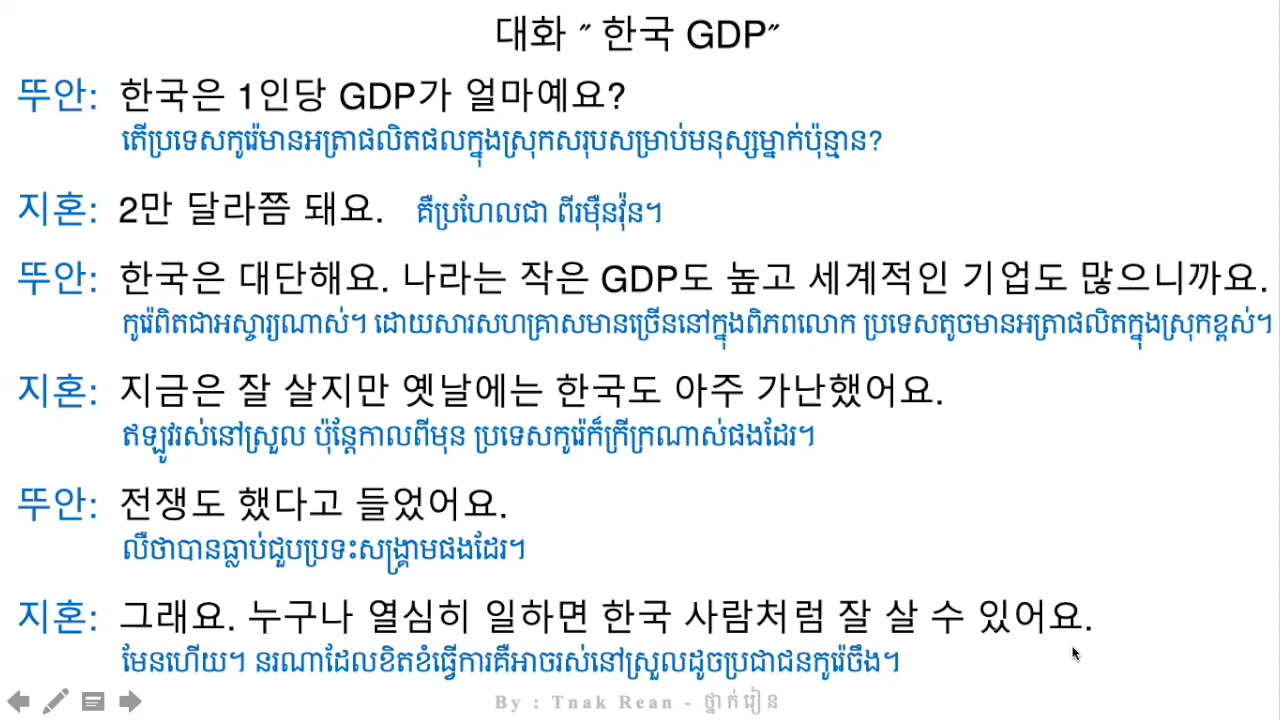 대화 ˝ 한국 GDP˝
뚜안: 한국은 1인당 GDP가 얼마예요?
តើប្រទេសកូរ៉េមានអត្រាផលិតផលក្នុងស្រុកសរុបសម្រាប់មនុស្សម្នាក់ប៉ុន្មាន?
지혼: 2만 달라쯤 돼요. គឺប្រហែលជា ពីរម៉ឺនវ៉ុន។
뚜안: 한국은 대단해요. 나라는 작은 GDP도 높고 세계적인 기업도 많으니까요.
កូរ៉េពិតជាអស្ចារ្យណាស់។ ដោយសារសហគ្រាសមានច្រើននៅក្នុងពិភពលោក ប្រទេសតូចមានអត្រាផលិតក្នុងស្រុកខ្ពស់។
지혼: 지금은 잘 살지만 옛날에는 한국도 아주 가난했어요.
ឥឡូវរស់នៅស្រួល ប៉ុន្តែកាលពីមុន ប្រទេសកូរ៉េក៏ក្រីក្រណាស់ផងដែរ។
뚜안: 전쟁도 했다고 들었어요.
លឺថាបានធ្លាប់ជួបប្រទះសង្គ្រាមផងដែរ។
지혼: 그래요. 누구나 열심히 일하면 한국 사람처럼 잘 살 수 있어요.
មែនហើយ។ នរណាដែលខិតខំធ្វើការគឺអាចរស់នៅស្រួលដូចប្រជាជនកូរ៉េចឹង។
By : Tnak Rean - ថ្នាក់រៀន